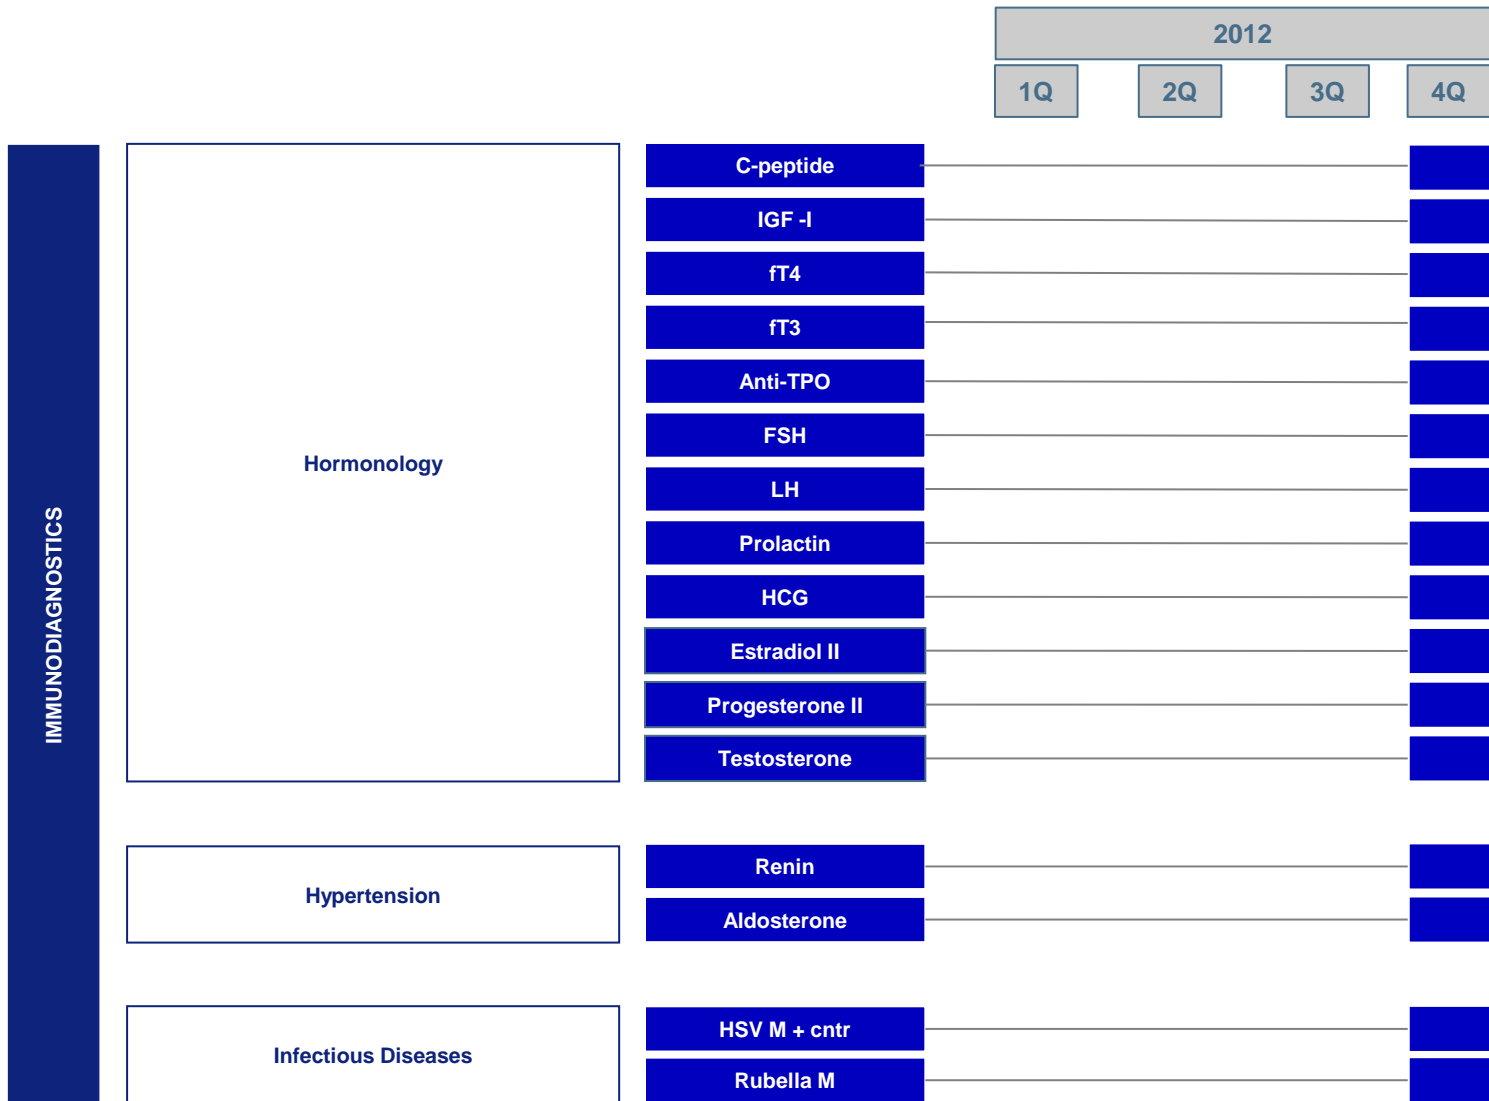 2012
1Q 2Q 3Q 4Q
IMMUNODIAGNOSTICS
Hormonology
C-peptide
IGF -I
fT4
fT3
Anti-TPO
FSH
LH
Prolactin
HCG
Estradiol II
Progesterone II
Testosterone
Hypertension
Renin
Aldosterone
Infectious Diseases
HSV M + cntr
Rubella M